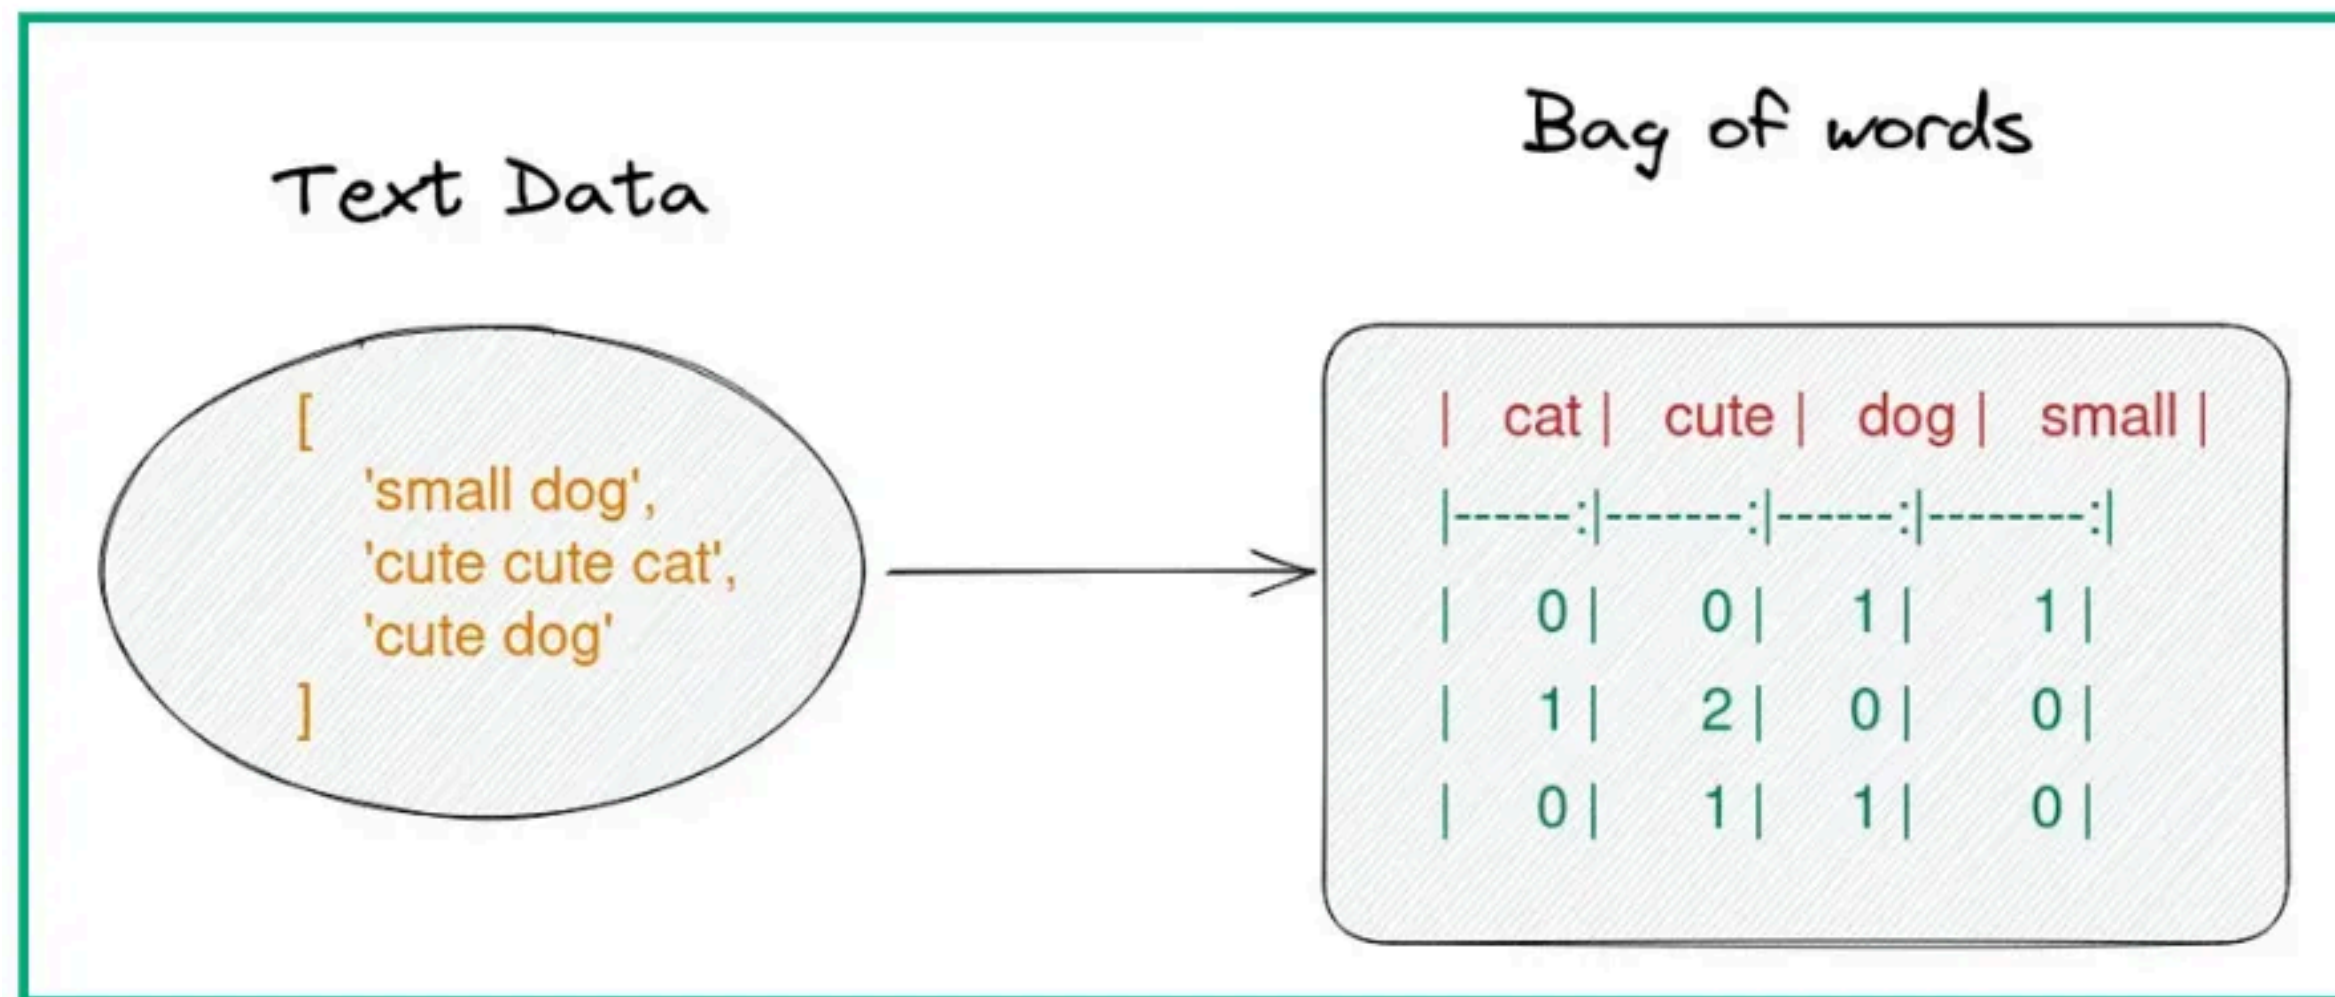 Text Data
[
'small dog',
'cute cute cat',
'cute dog'
]
Bag of words
| cat | cute | dog | small |
|------:|-------:|------:|--------:|
| 0 | 0 | 1 | 1 |
| 1 | 2 | 0 | 0 |
| 0 | 1 | 1 | 0 |